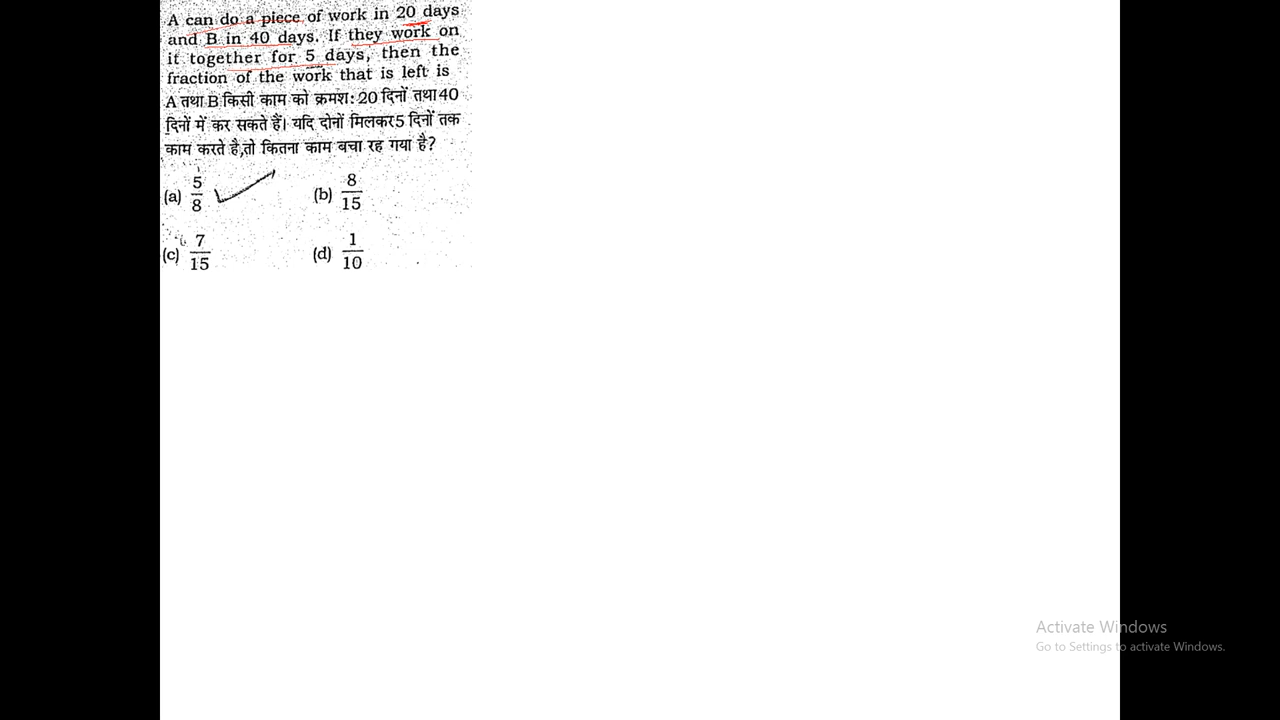 A can do a piece of work in 20 days
and B in 40 days. If they work on
it together for 5 days, then the
fraction of the work that is left is
A तथा B किसी काम को क्रमश: 20 दिनों तथा 40
दिनों में कर सकते हैं। यदि दोनों मिलकर 5 दिनों तक
काम करते है,तो कितना काम बचा रह गया है?
(a) 5/8 (b) 8/15
(c) 7/15 (d) 1/10
Activate Windows
Go to Settings to activate Windows.